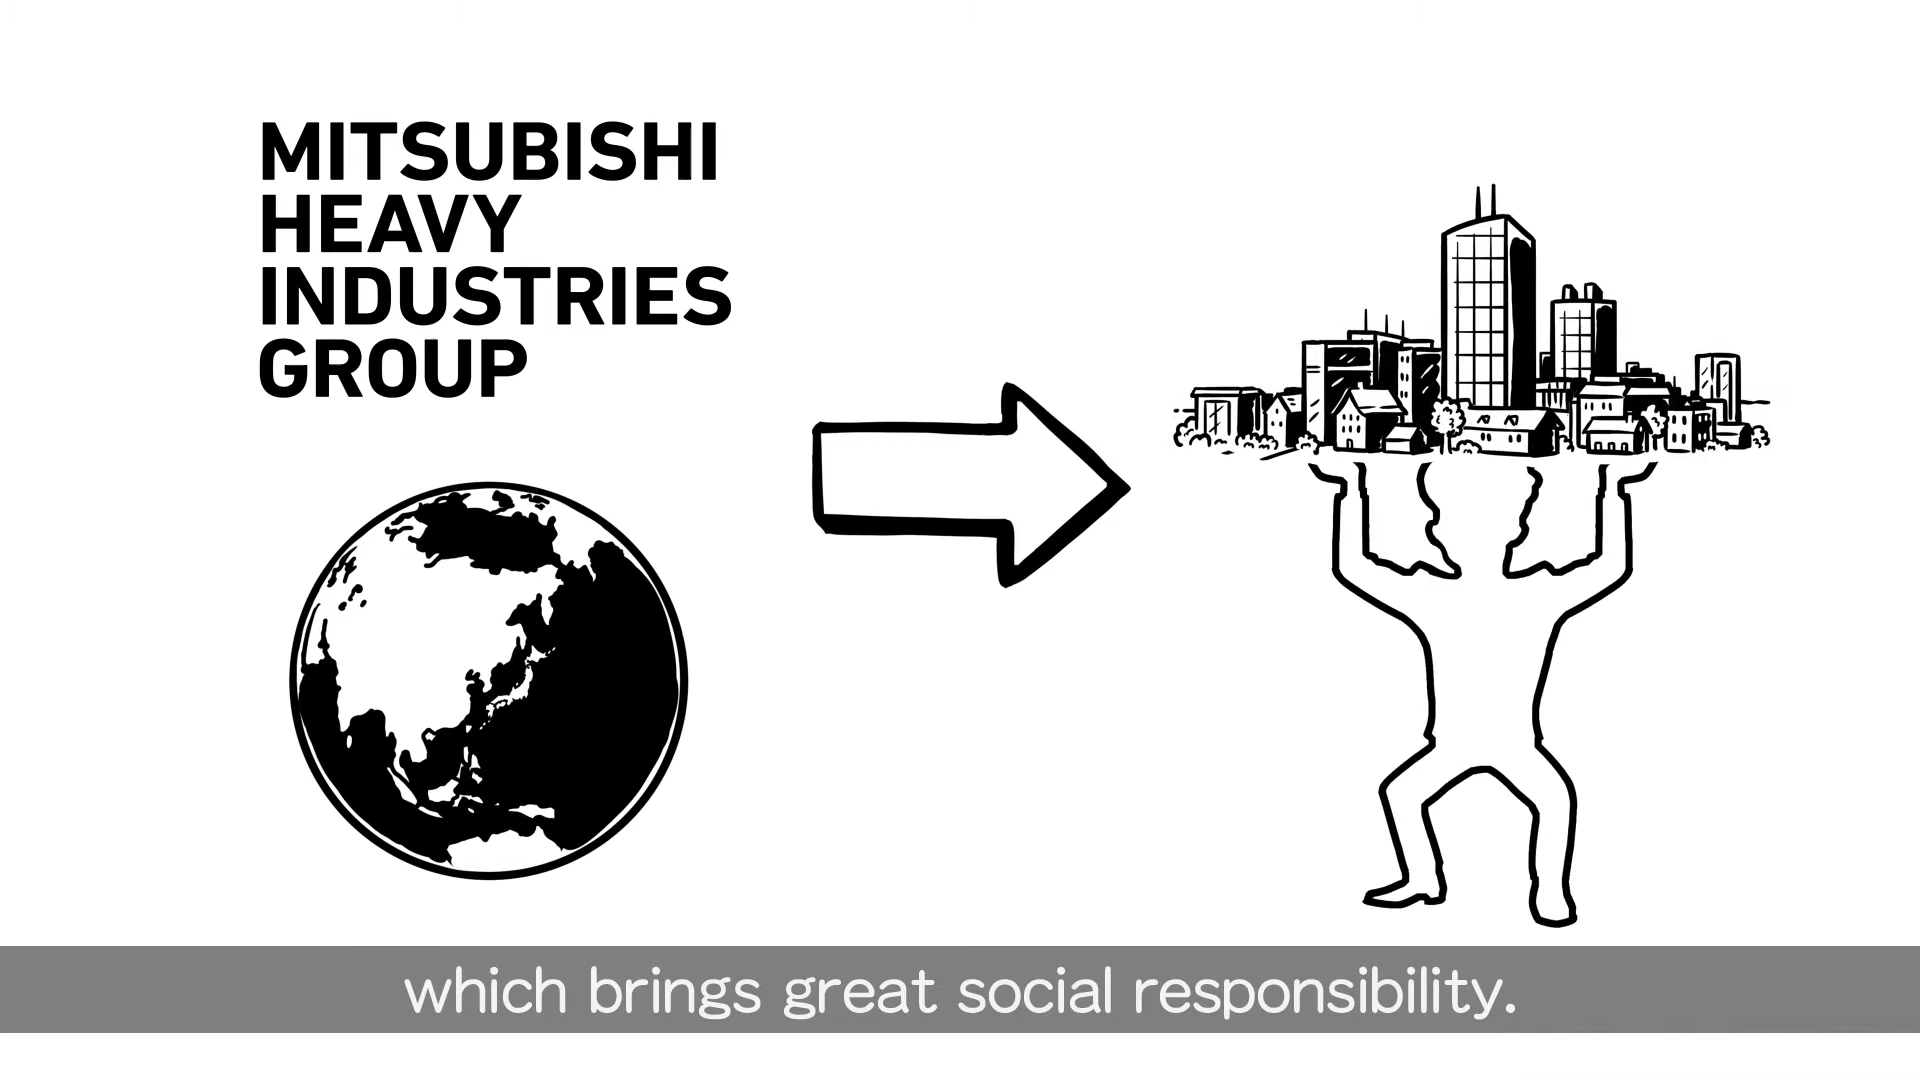 MITSUBISHI
HEAVY
INDUSTRIES
GROUP
which brings great social responsibility.